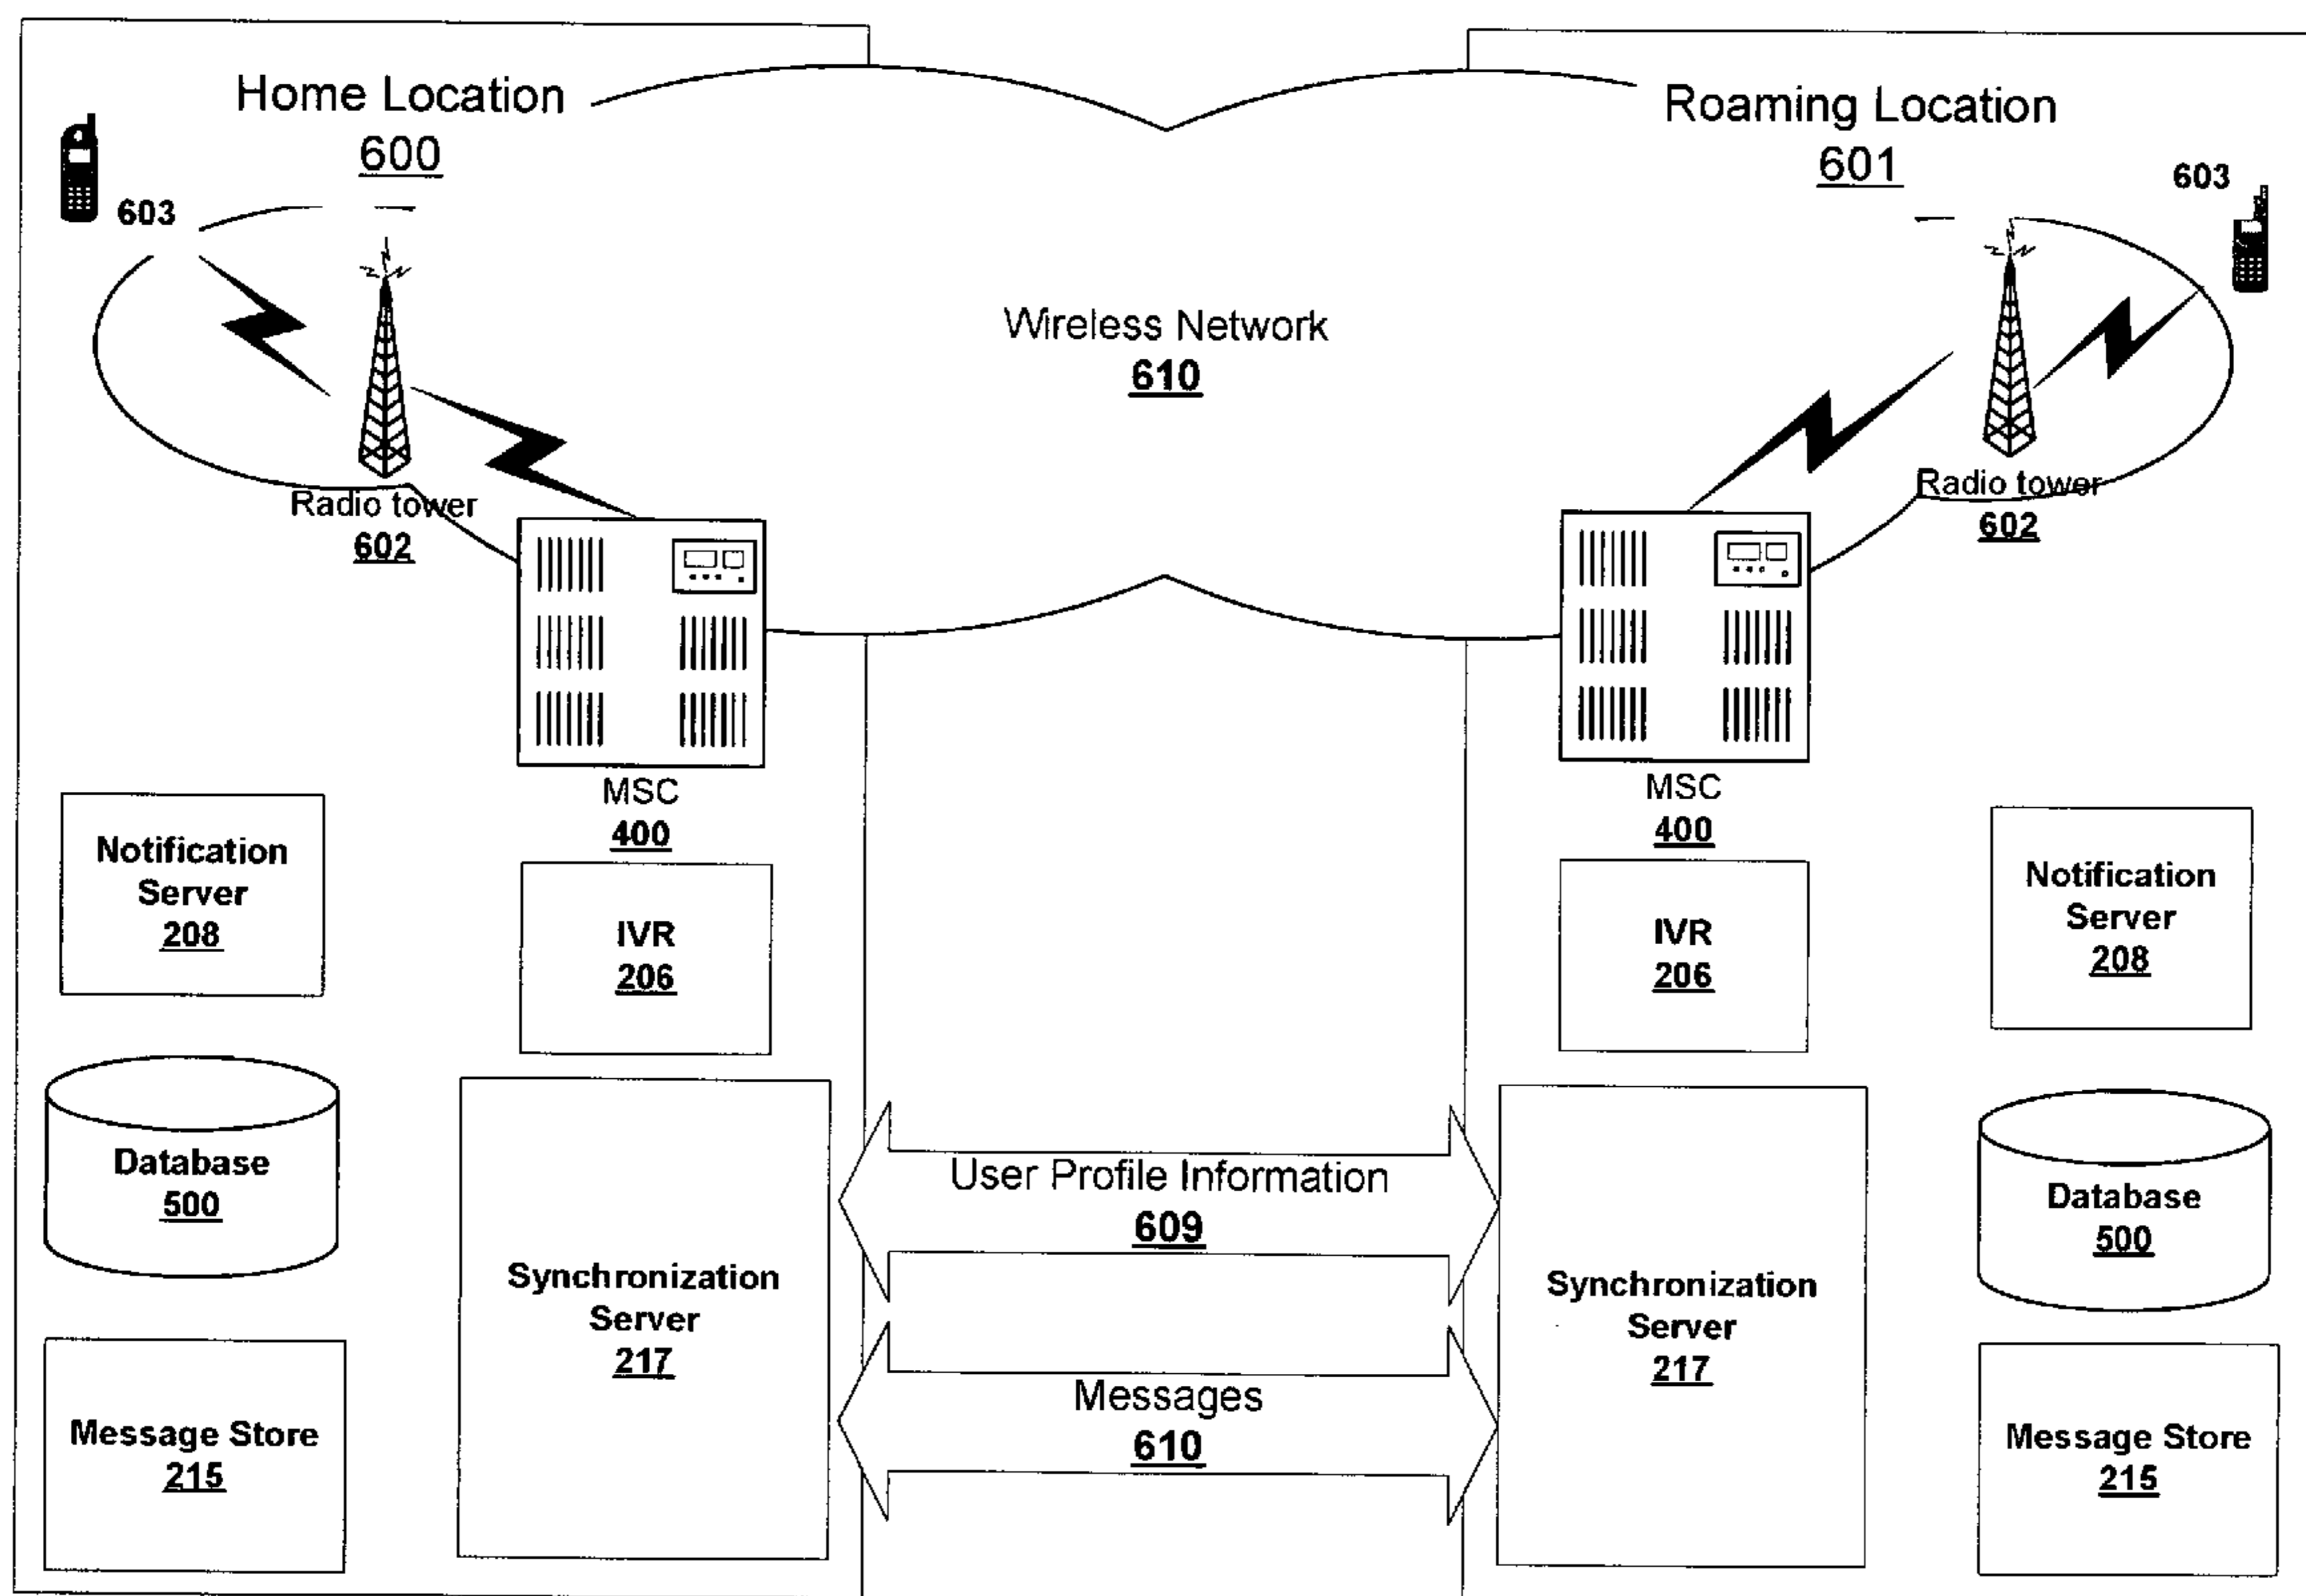 Home Location
600
603
Radio tower
602
MSC
400
Notification
Server
208
IVR
206
Database
500
Synchronization
Server
217
Message Store
215
Wireless Network
610
User Profile Information
609
Messages
610
Roaming Location
601
603
Radio tower
602
MSC
400
IVR
206
Notification
Server
208
Synchronization
Server
217
Database
500
Message Store
215